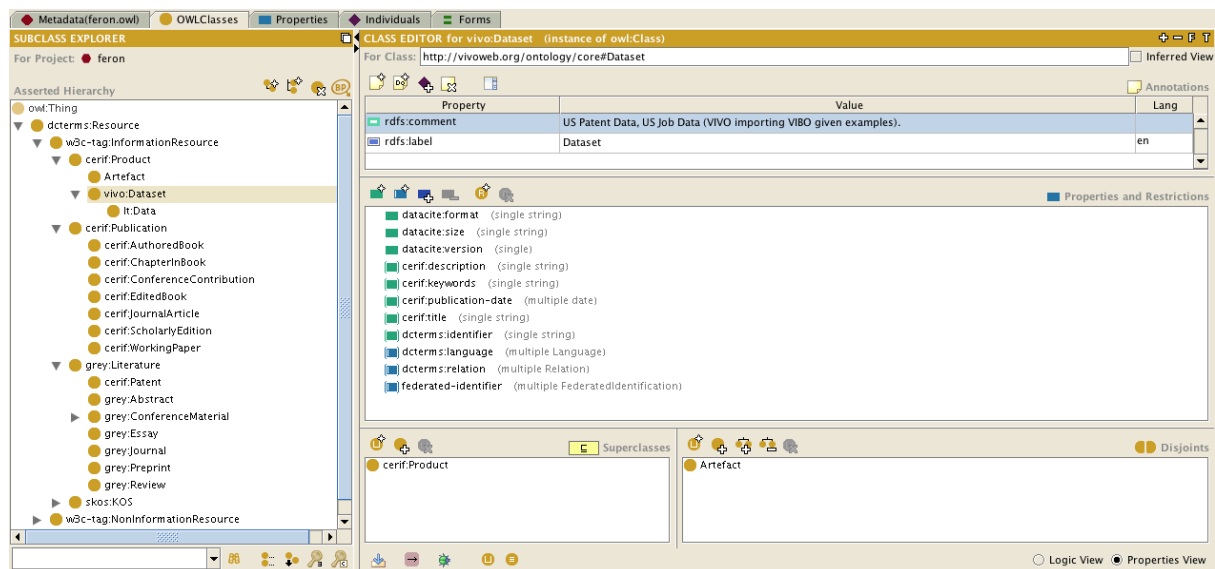 Metadata(feron.owl) OWLClasses Properties Individuals Forms
SUBCLASS EXPLORER
For Project: feron
Asserted Hierarchy
BP
owl:Thing
dcterms:Resource
w3c-tag:InformationResource
cerif:Product
Artefact
vivo:Dataset
lt:Data
cerif:Publication
cerif:AuthoredBook
cerif:ChapterInBook
cerif:ConferenceContribution
cerif:EditedBook
cerif:JournalArticle
cerif:ScholarlyEdition
cerif:WorkingPaper
grey:Literature
cerif:Patent
grey:Abstract
grey:ConferenceMaterial
grey:Essay
grey:Journal
grey:Preprint
grey:Review
skos:KOS
w3c-tag:NonInformationResource
CLASS EDITOR for vivo:Dataset (instance of owl:Class)
For Class: http://vivoweb.org/ontology/core#Dataset Inferred View
Annotations
Property Value Lang
rdfs:comment US Patent Data, US Job Data (VIVO importing VIBO given examples).
rdfs:label Dataset en
Properties and Restrictions
datacite:format (single string)
datacite:size (single string)
datacite:version (single)
cerif:description (single string)
cerif:keywords (single string)
cerif:publication-date (multiple date)
cerif:title (single string)
dcterms:identifier (single string)
dcterms:language (multiple Language)
dcterms:relation (multiple Relation)
federated-identifier (multiple FederatedIdentification)
Superclasses
cerif:Product
Disjoints
Artefact
Logic View Properties View